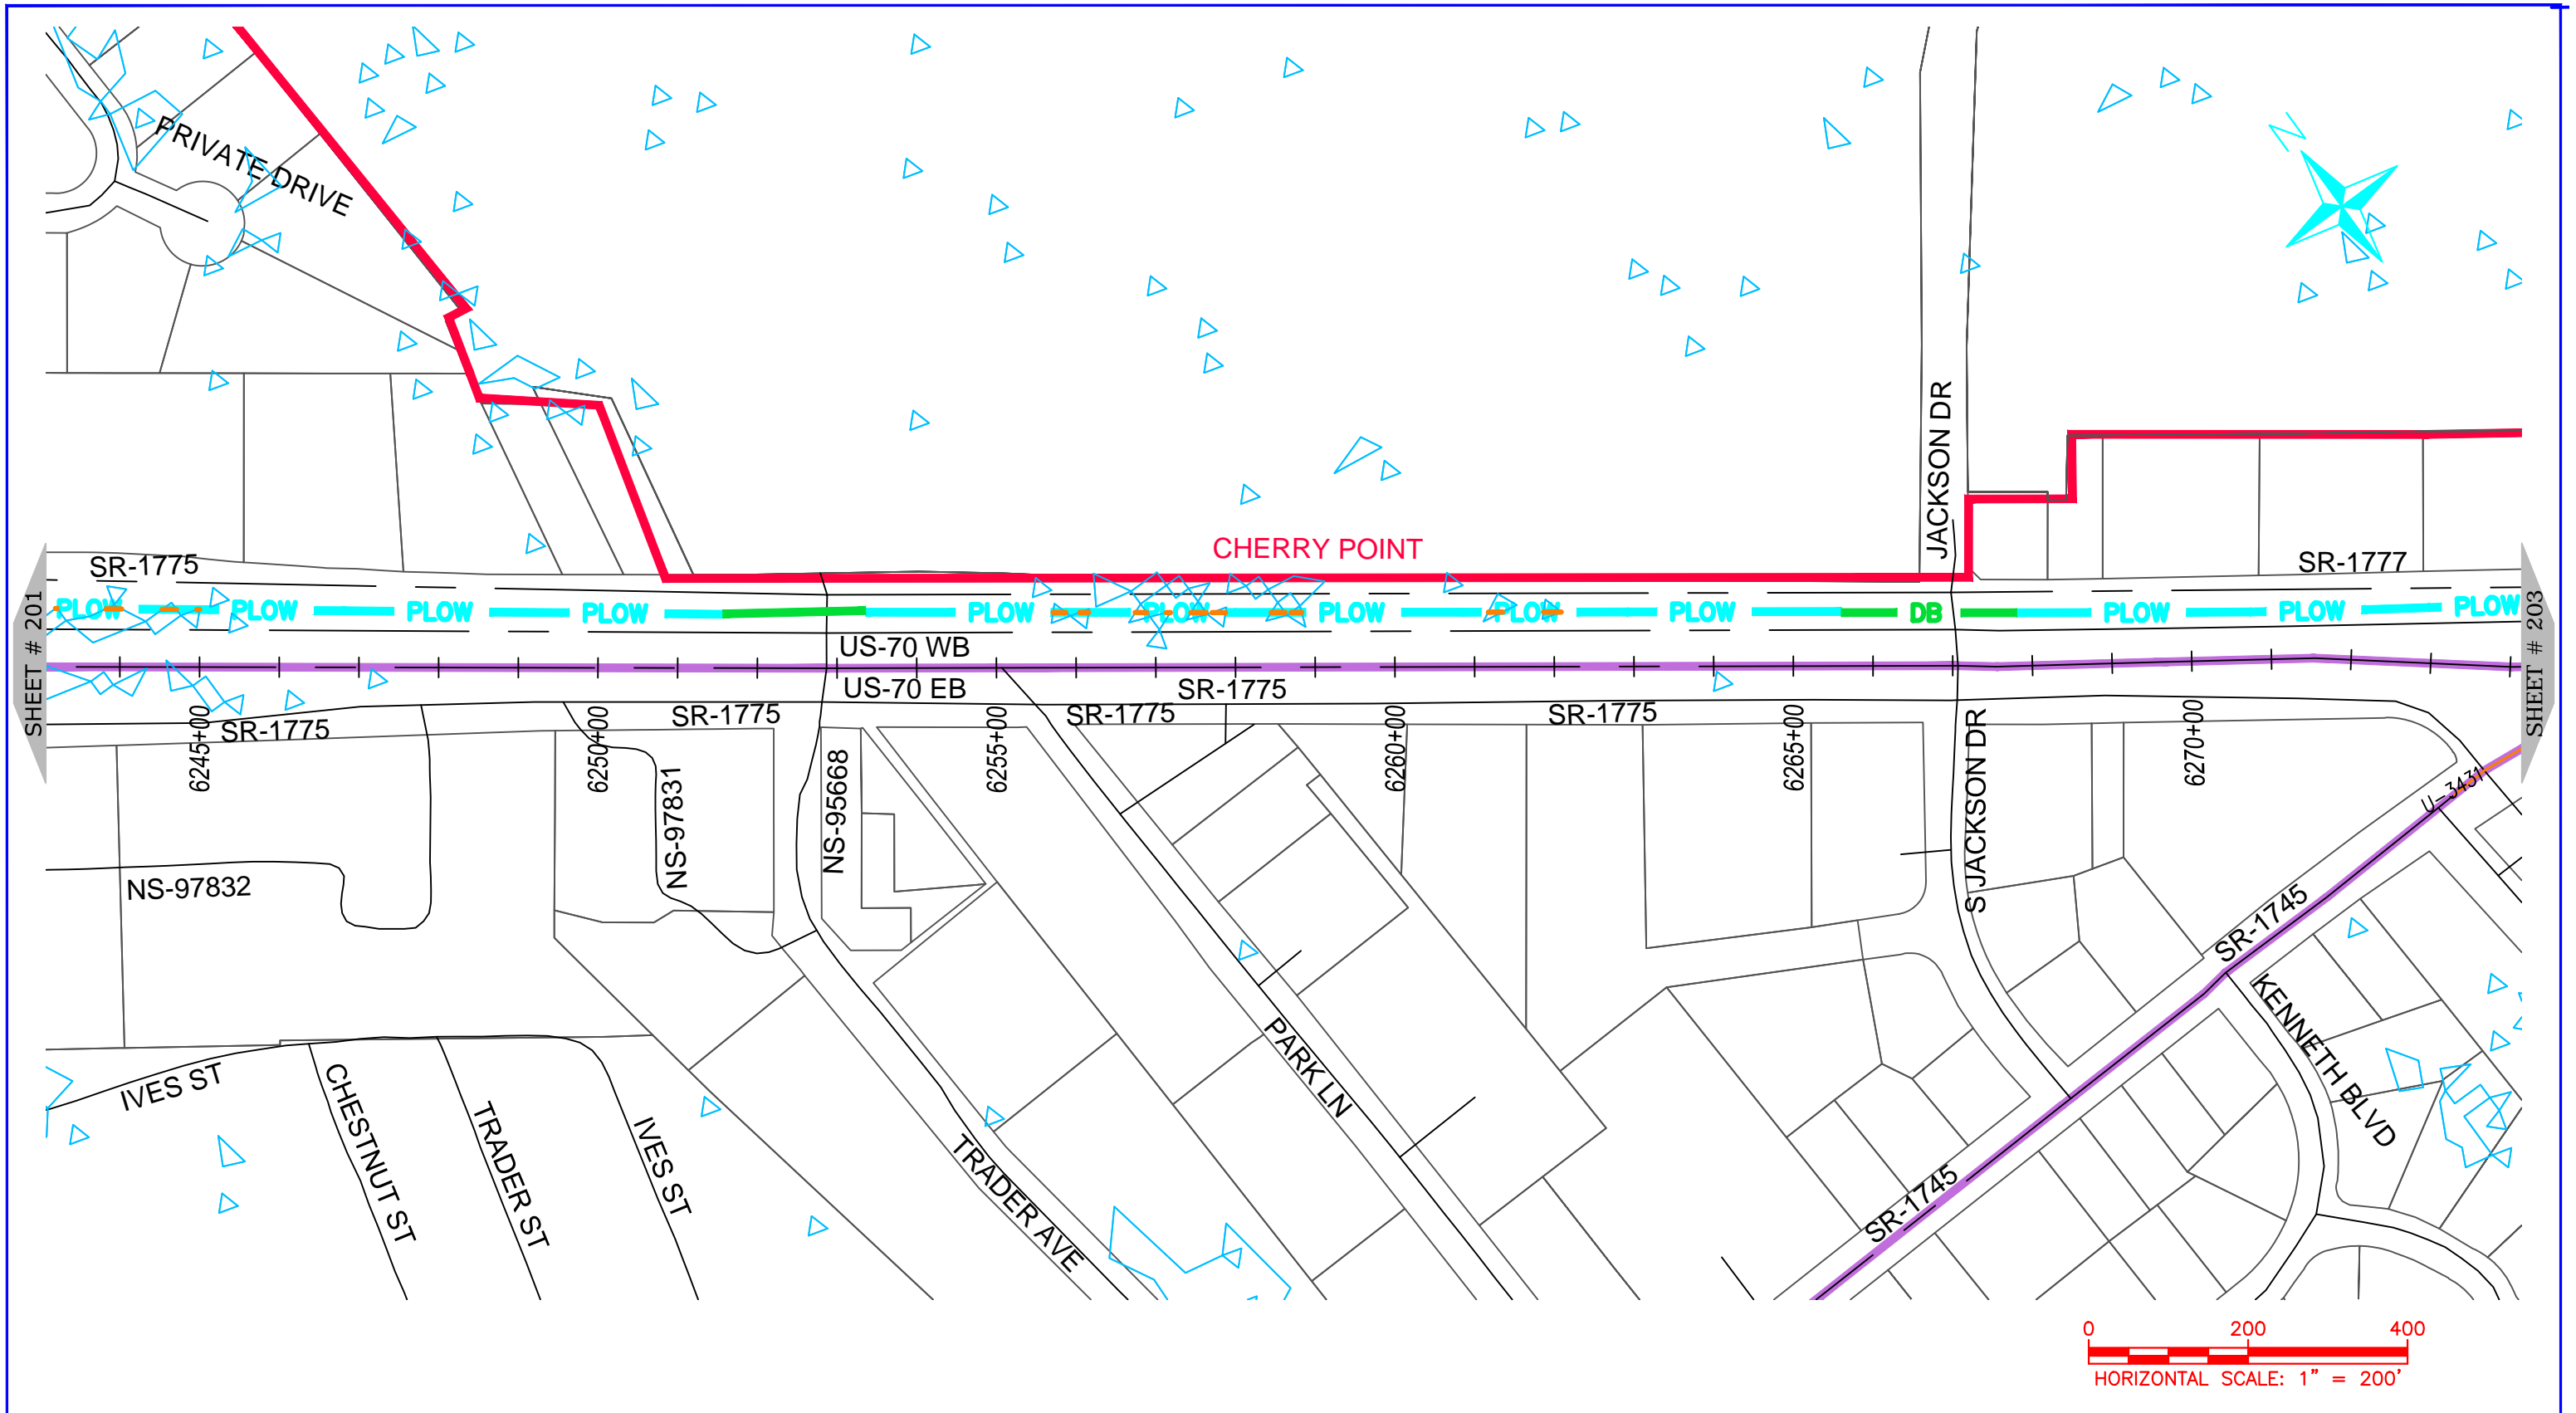 PRIVATE DRIVE
N
JACKSON DR
CHERRY POINT
SR-1775
SR-1777
SHEET # 201
PLOW
PLOW
PLOW
PLOW
PLOW
PLOW
PLOW
PLOW
PLOW
DB
PLOW
PLOW
PLOW
SHEET # 203
US-70 WB
US-70 EB
SR-1775
SR-1775
SR-1775
SR-1775
SR-1775
6245+00
6250+00
6255+00
6260+00
6265+00
6270+00
NS-97831
NS-95668
S JACKSON DR
U-3431
NS-97832
SR-1745
KENNETH BLVD
PARK LN
IVES ST
CHESTNUT ST
TRADER ST
IVES ST
TRADER AVE
SR-1745
0 200 400
HORIZONTAL SCALE: 1" = 200'